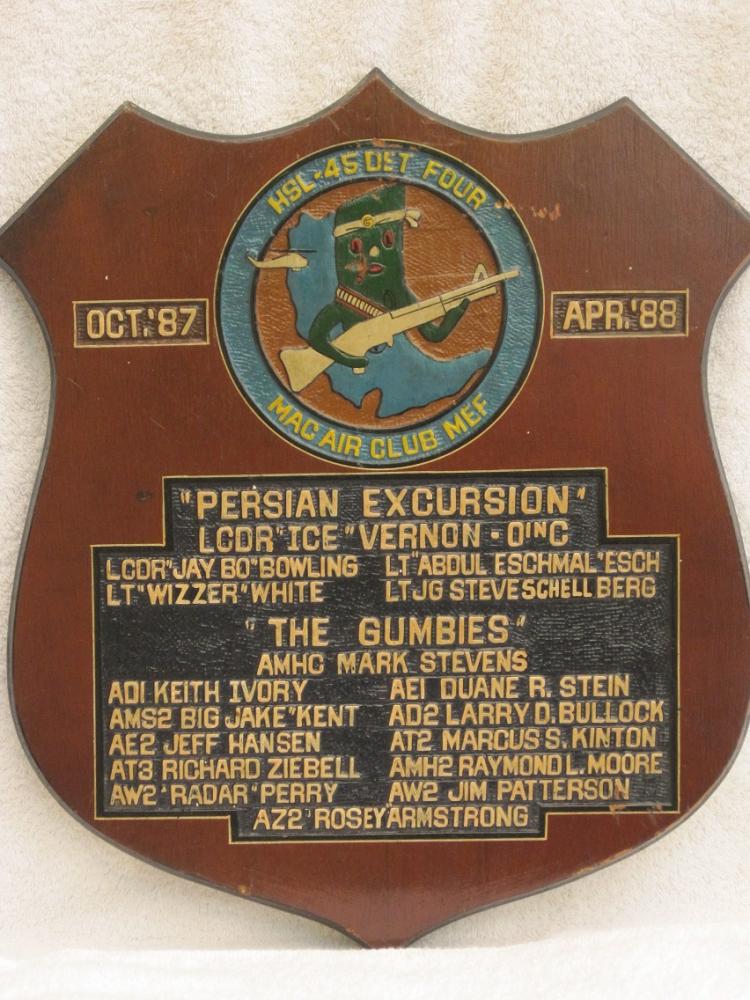 HSL-45 DET FOUR
OCT.'87
APR.'88
MAC AIR CLUB MEF
"PERSIAN EXCURSION"
LCDR "ICE" VERNON - OINC
LCDR "JAY BO" BOWLING LT "ABDUL ESCHMAL" ESCH
LT "WIZZER" WHITE LTJG STEVE SCHELLBERG
"THE GUMBIES"
AMHC MARK STEVENS
AD1 KEITH IVORY AE1 DUANE R. STEIN
AMS2 BIG JAKE" KENT AD2 LARRY D. BULLOCK
AE2 JEFF HANSEN AT2 MARCUS S. KINTON
AT3 RICHARD ZIEBELL AMH2 RAYMOND L. MOORE
AW2 "RADAR" PERRY AW2 JIM PATTERSON
AZ2 "ROSEY" ARMSTRONG